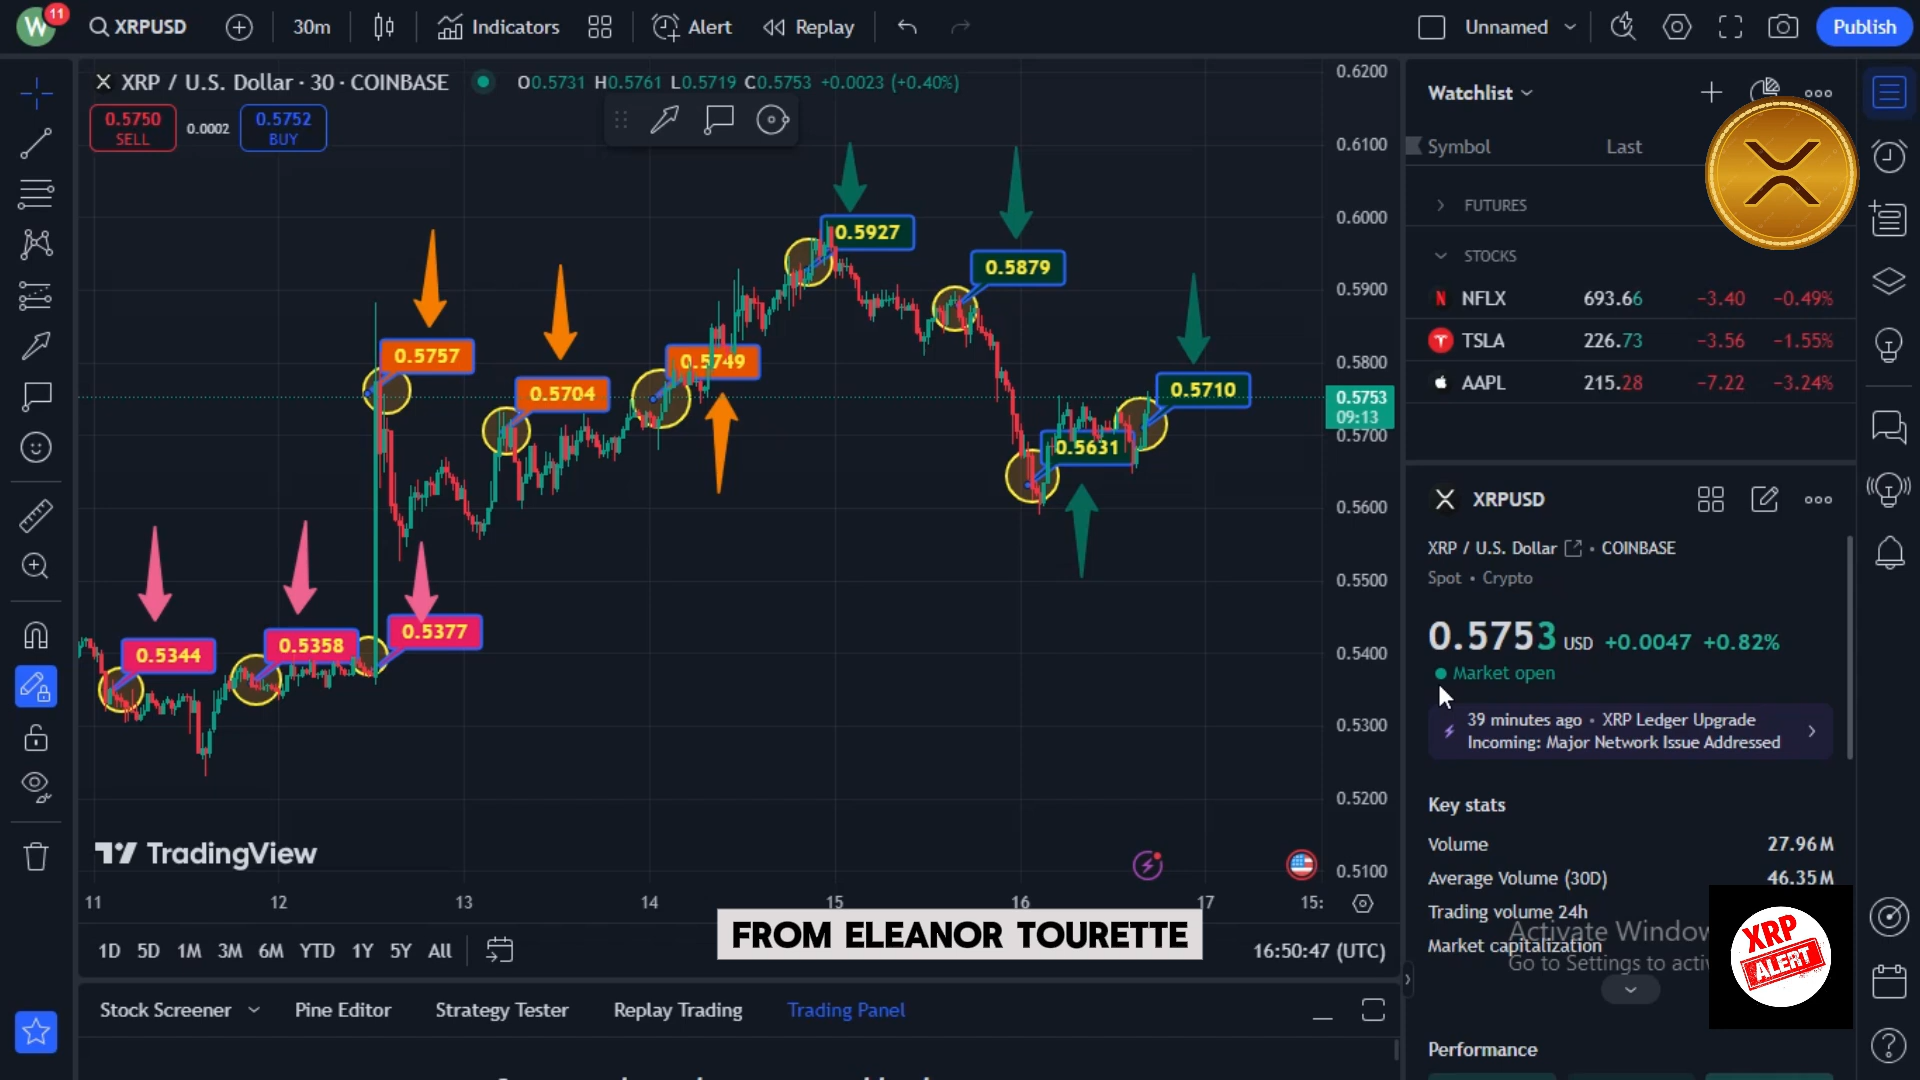 W 11 XRPUSD 30m Indicators Alert Replay Unnamed Publish
XRP / U.S. Dollar · 30 · COINBASE O0.5731 H0.5761 L0.5719 C0.5753 +0.0023 (+0.40%)
0.5750 SELL 0.0002 0.5752 BUY
0.6200
0.6100
0.6000
0.5900
0.5800
0.5753
09:13
0.5700
0.5600
0.5500
0.5400
0.5300
0.5200
0.5100
0.5927
0.5879
0.5757
0.5749
0.5704
0.5710
0.5631
0.5377
0.5358
0.5344
TradingView
11 12 13 14 15 16 17 15:
FROM ELEANOR TOURETTE
1D 5D 1M 3M 6M YTD 1Y 5Y All 16:50:47 (UTC)
Stock Screener Pine Editor Strategy Tester Replay Trading Trading Panel
Watchlist
Symbol Last
FUTURES
STOCKS
NFLX 693.66 −3.40 −0.49%
TSLA 226.73 −3.56 −1.55%
AAPL 215.28 −7.22 −3.24%
XRPUSD
XRP / U.S. Dollar • COINBASE
Spot • Crypto
0.5753 USD +0.0047 +0.82%
Market open
39 minutes ago • XRP Ledger Upgrade
Incoming: Major Network Issue Addressed
Key stats
Volume 27.96M
Average Volume (30D) 46.35M
Trading volume 24h
Market capitalization
Activate Window
Go to Settings to acti
XRP
ALERT
Performance